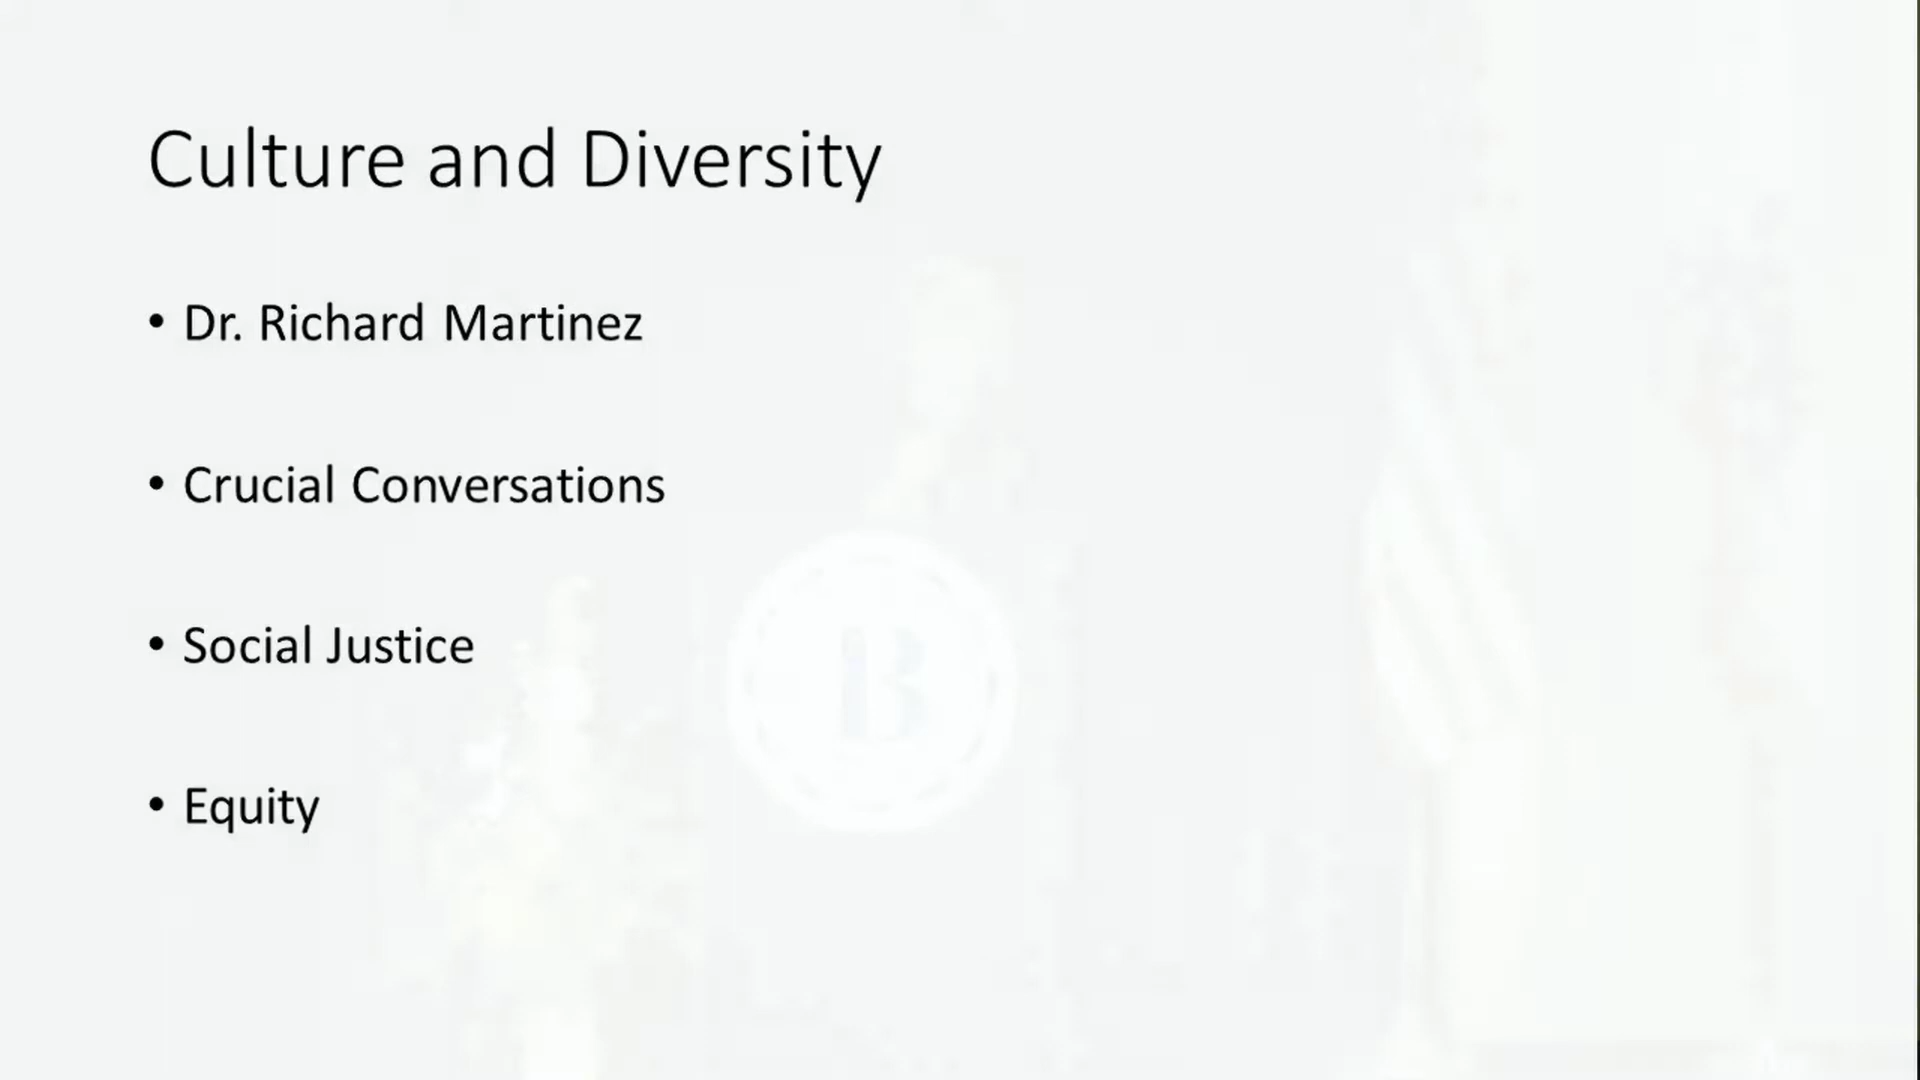 Culture and Diversity
• Dr. Richard Martinez
• Crucial Conversations
• Social Justice
• Equity
B